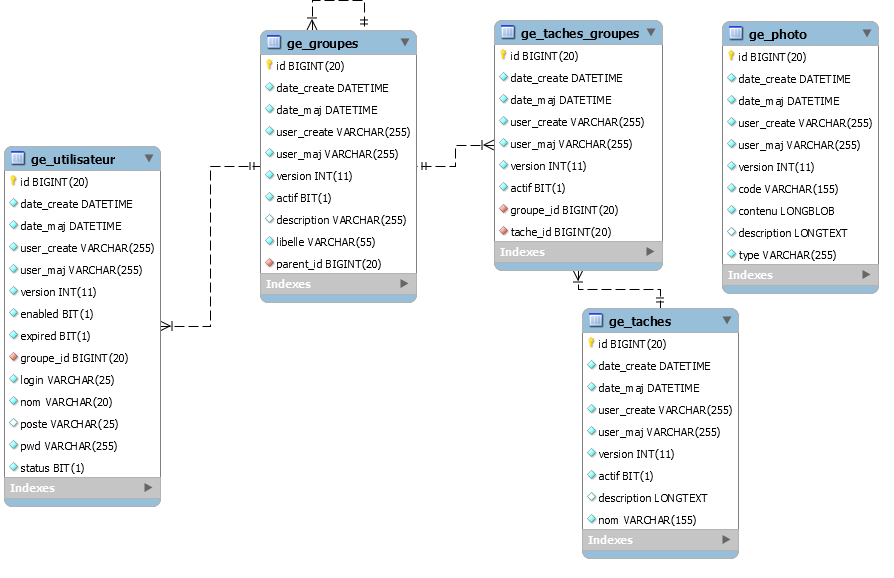 ge_groupes
id BIGINT(20)
date_create DATETIME
date_maj DATETIME
user_create VARCHAR(255)
user_maj VARCHAR(255)
version INT(11)
actif BIT(1)
description VARCHAR(255)
libelle VARCHAR(55)
parent_id BIGINT(20)
Indexes
ge_taches_groupes
id BIGINT(20)
date_create DATETIME
date_maj DATETIME
user_create VARCHAR(255)
user_maj VARCHAR(255)
version INT(11)
actif BIT(1)
groupe_id BIGINT(20)
tache_id BIGINT(20)
Indexes
ge_photo
id BIGINT(20)
date_create DATETIME
date_maj DATETIME
user_create VARCHAR(255)
user_maj VARCHAR(255)
version INT(11)
code VARCHAR(155)
contenu LONGBLOB
description LONGTEXT
type VARCHAR(255)
Indexes
ge_utilisateur
id BIGINT(20)
date_create DATETIME
date_maj DATETIME
user_create VARCHAR(255)
user_maj VARCHAR(255)
version INT(11)
enabled BIT(1)
expired BIT(1)
groupe_id BIGINT(20)
login VARCHAR(25)
nom VARCHAR(20)
poste VARCHAR(25)
pwd VARCHAR(255)
status BIT(1)
Indexes
ge_taches
id BIGINT(20)
date_create DATETIME
date_maj DATETIME
user_create VARCHAR(255)
user_maj VARCHAR(255)
version INT(11)
actif BIT(1)
description LONGTEXT
nom VARCHAR(155)
Indexes